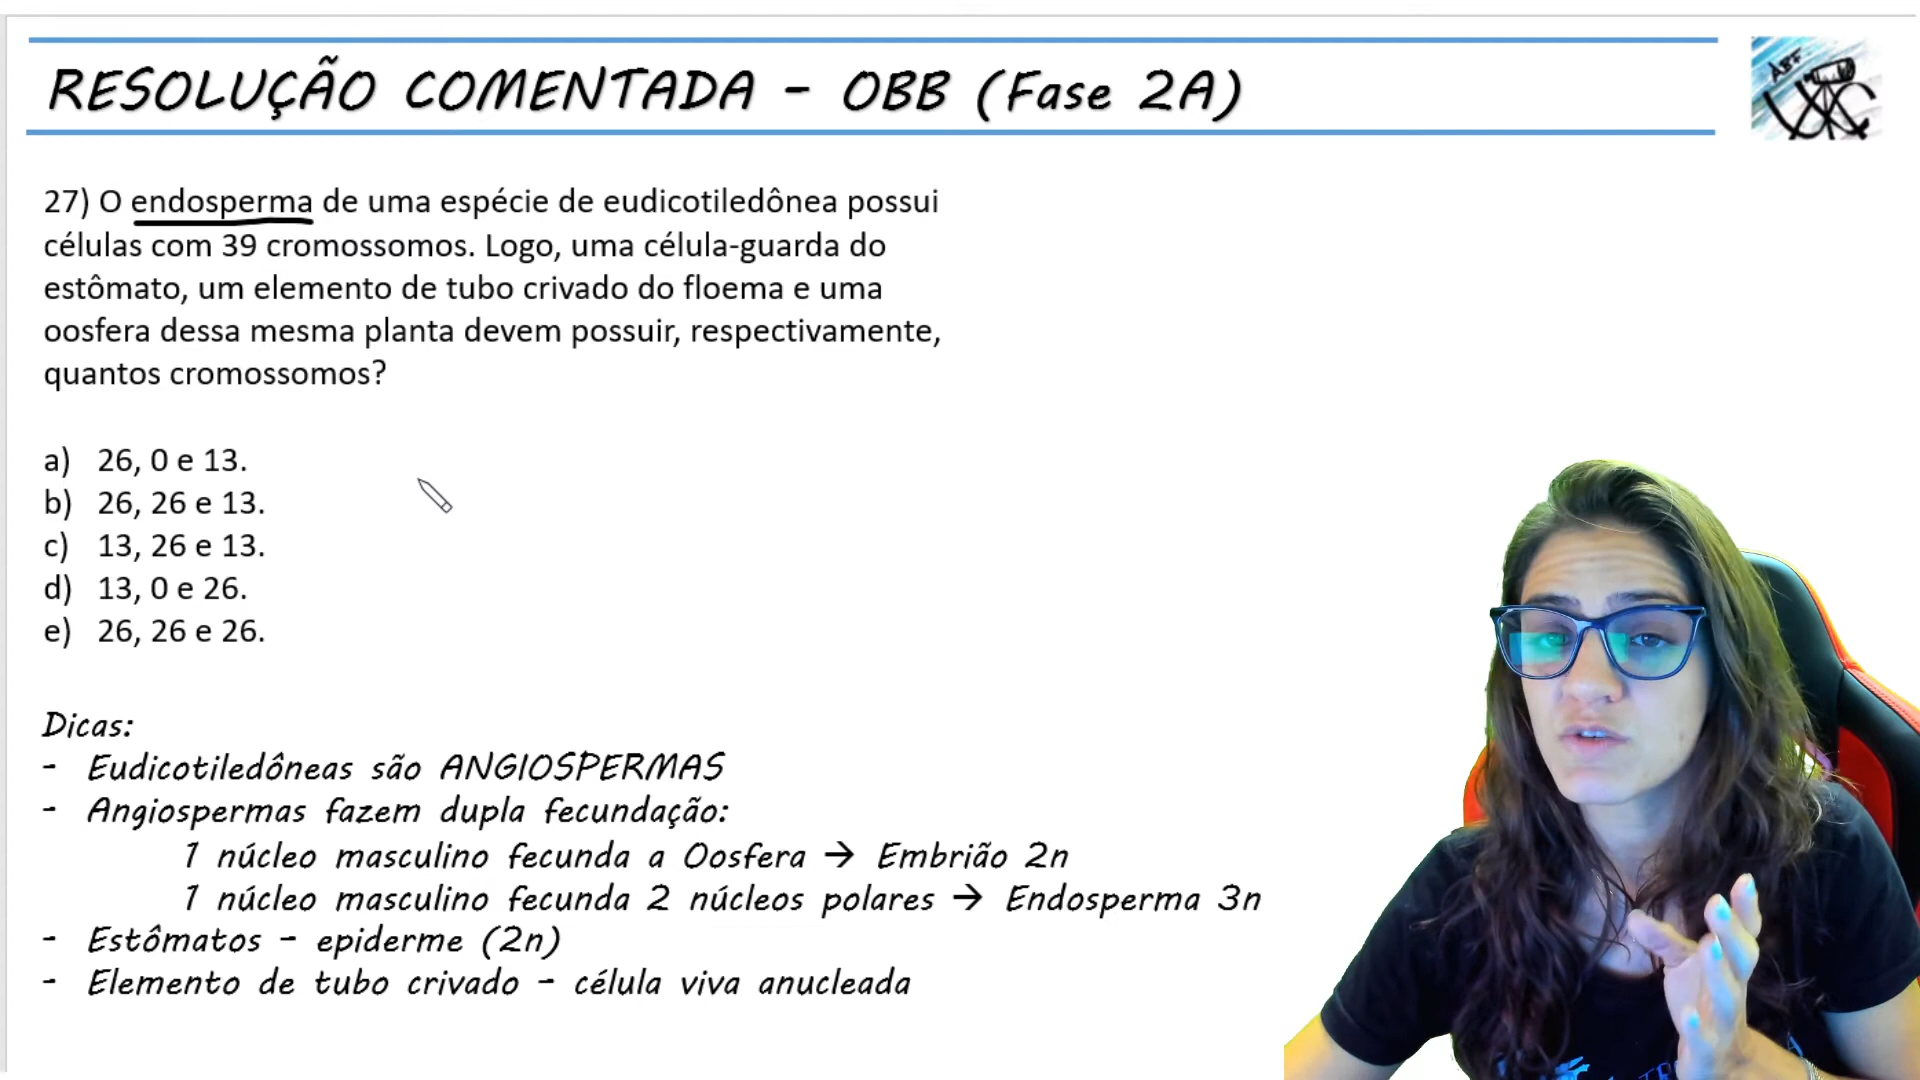 RESOLUÇÃO COMENTADA - OBB (Fase 2A)
27) O endosperma de uma espécie de eudicotiledônea possui
células com 39 cromossomos. Logo, uma célula-guarda do
estômato, um elemento de tubo crivado do floema e uma
oosfera dessa mesma planta devem possuir, respectivamente,
quantos cromossomos?
a) 26, 0 e 13.
b) 26, 26 e 13.
c) 13, 26 e 13.
d) 13, 0 e 26.
e) 26, 26 e 26.
Dicas:
- Eudicotiledôneas são ANGIOSPERMAS
- Angiospermas fazem dupla fecundação:
1 núcleo masculino fecunda a Oosfera → Embrião 2n
1 núcleo masculino fecunda 2 núcleos polares → Endosperma 3n
- Estômatos - epiderme (2n)
- Elemento de tubo crivado - célula viva anucleada